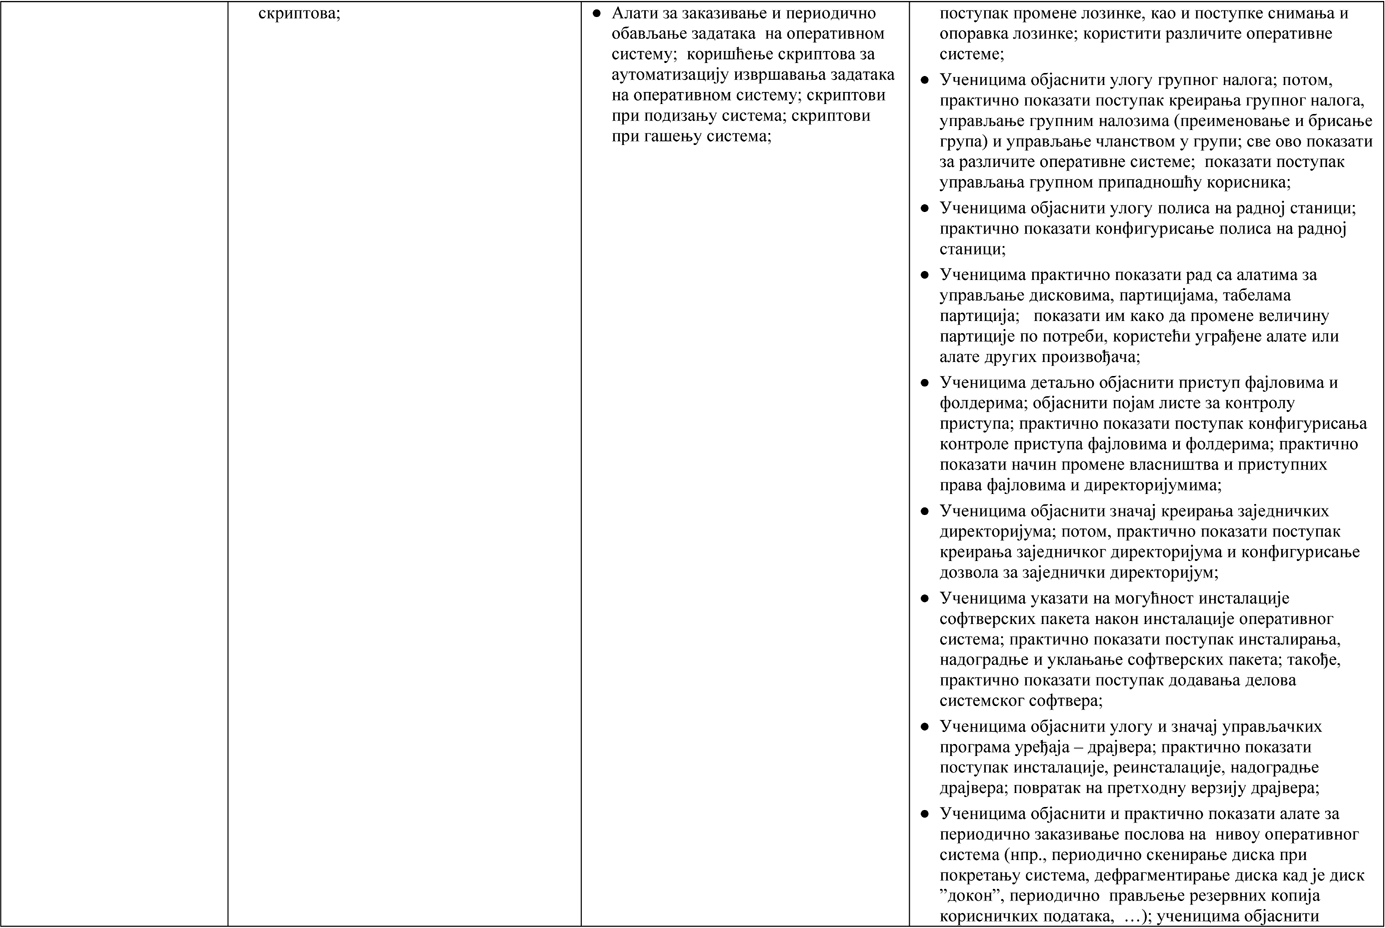 скриптова;
● Алати за заказивање и периодично
обављање задатака на оперативном
систему; коришћење скриптова за
аутоматизацију извршавања задатака
на оперативном систему; скриптови
при подизању система; скриптови
при гашењу система;
поступак промене лозинке, као и поступке снимања и
опоравка лозинке; користити различите оперативне
системе;
● Ученицима објаснити улогу групног налога; потом,
практично показати поступак креирања групног налога,
управљање групним налозима (преименовање и брисање
група) и управљање чланством у групи; све ово показати
за различите оперативне системе; показати поступак
управљања групном припадношћу корисника;
● Ученицима објаснити улогу полиса на радној станици;
практично показати конфигурисање полиса на радној
станици;
● Ученицима практично показати рад са алатима за
управљање дисковима, партицијама, табелама
партиција; показати им како да промене величину
партиције по потреби, користећи уграђене алате или
алате других произвођача;
● Ученицима детаљно објаснити приступ фајловима и
фолдерима; објаснити појам листе за контролу
приступа; практично показати поступак конфигурисања
контроле приступа фајловима и фолдерима; практично
показати начин промене власништва и приступних
права фајловима и директоријумима;
● Ученицима објаснити значај креирања заједничких
директоријума; потом, практично показати поступак
креирања заједничког директоријума и конфигурисање
дозвола за заједнички директоријум;
● Ученицима указати на могућност инсталације
софтверских пакета након инсталације оперативног
система; практично показати поступак инсталирања,
надоградње и уклањање софтверских пакета; такође,
практично показати поступак додавања делова
системског софтвера;
● Ученицима објаснити улогу и значај управљачких
програма уређаја – драјвера; практично показати
поступак инсталације, реинсталације, надоградње
драјвера; повратак на претходну верзију драјвера;
● Ученицима објаснити и практично показати алате за
периодично заказивање послова на нивоу оперативног
система (нпр., периодично скенирање диска при
покретању система, дефрагментирање диска кад је диск
”докон”, периодично прављење резервних копија
корисничких података, …); ученицима објаснити